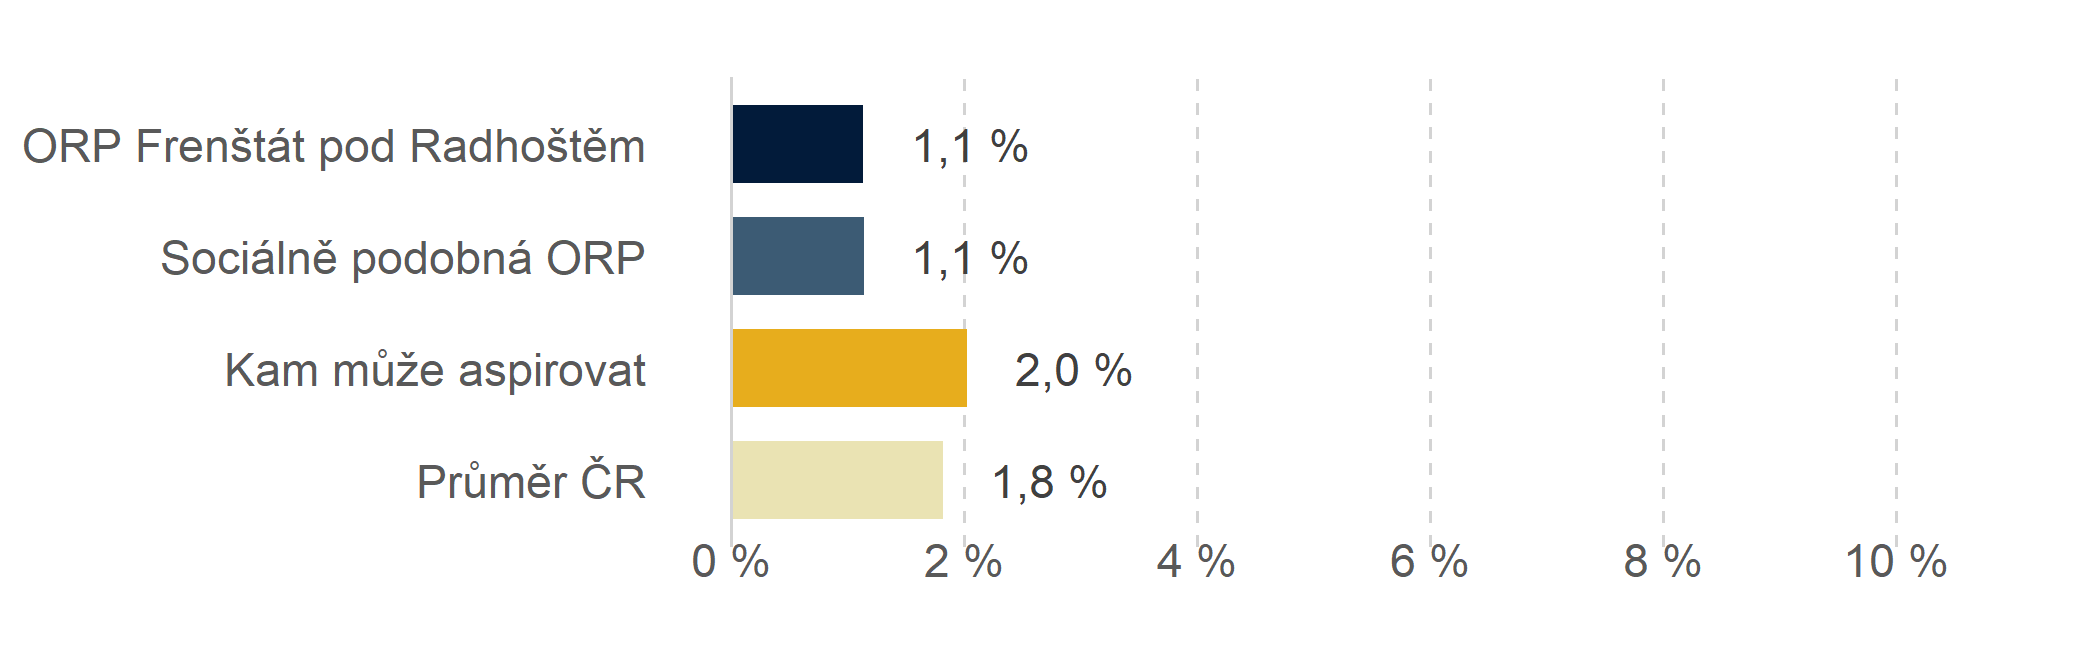 ORP Frenštát pod Radhoštěm 1,1 %
Sociálně podobná ORP 1,1 %
Kam může aspirovat 2,0 %
Průměr ČR 1,8 %
0 % 2 % 4 % 6 % 8 % 10 %